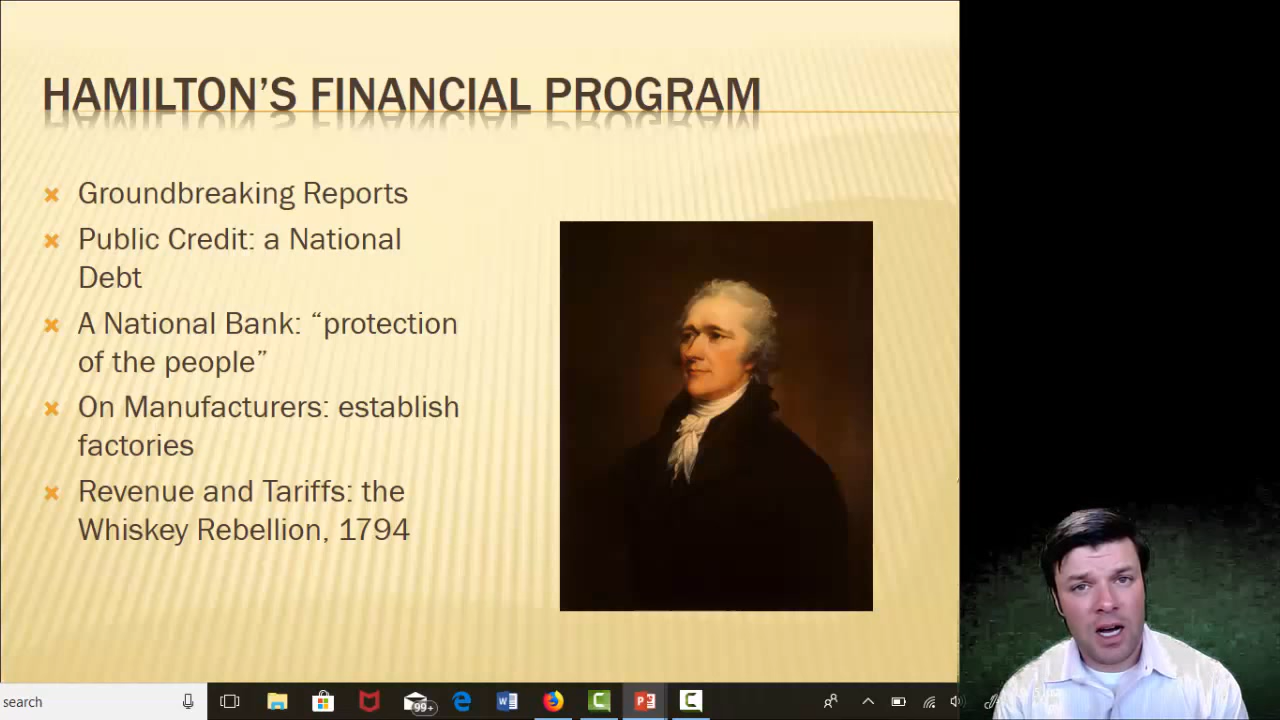 HAMILTON'S FINANCIAL PROGRAM
Groundbreaking Reports
Public Credit: a National
Debt
A National Bank: “protection
of the people”
On Manufacturers: establish
factories
Revenue and Tariffs: the
Whiskey Rebellion, 1794
search
99+